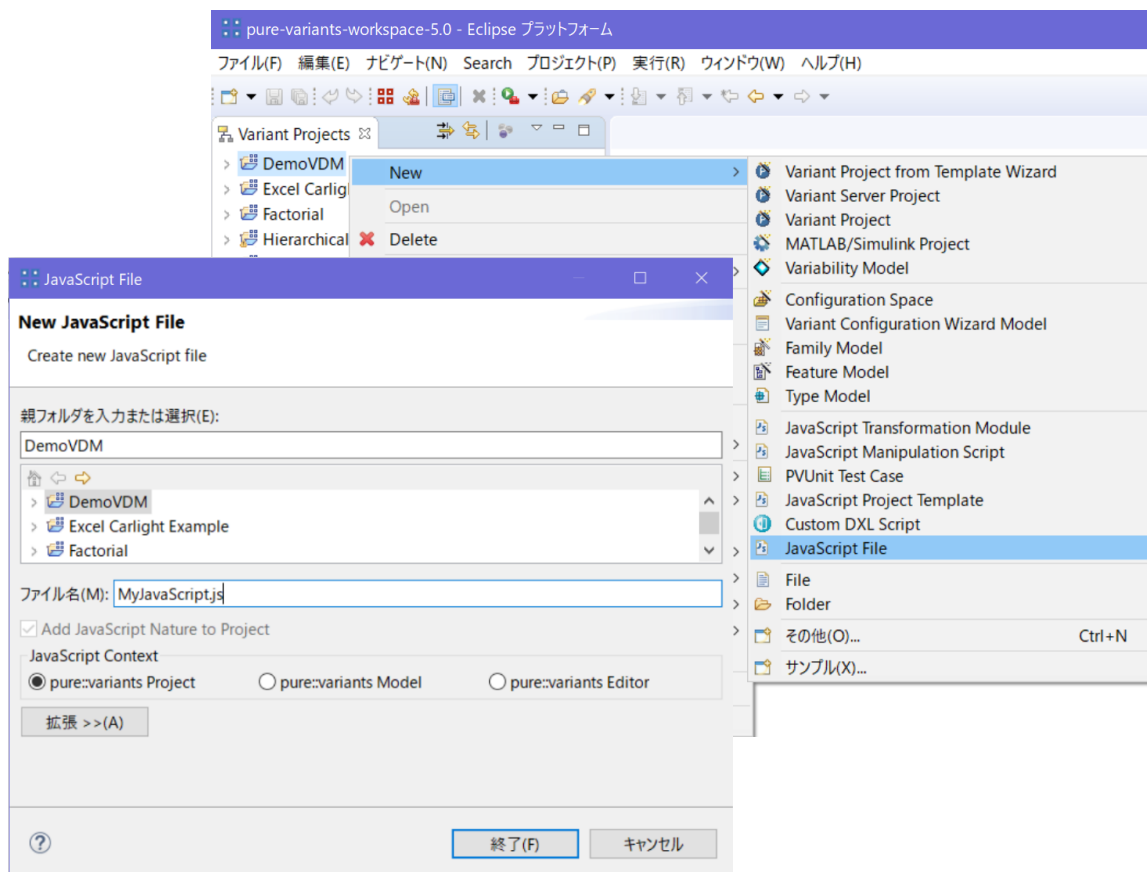 pure-variants-workspace-5.0 - Eclipse プラットフォーム
ファイル(F) 編集(E) ナビゲート(N) Search プロジェクト(P) 実行(R) ウィンドウ(W) ヘルプ(H)
Variant Projects
DemoVDM
Excel Carlig
Factorial
Hierarchical
New
Open
Delete
Variant Project from Template Wizard
Variant Server Project
Variant Project
MATLAB/Simulink Project
Variability Model
Configuration Space
Variant Configuration Wizard Model
Family Model
Feature Model
Type Model
JavaScript Transformation Module
JavaScript Manipulation Script
PVUnit Test Case
JavaScript Project Template
Custom DXL Script
JavaScript File
File
Folder
その他(O)... Ctrl+N
サンプル(X)...
JavaScript File
New JavaScript File
Create new JavaScript file
親フォルダを入力または選択(E):
DemoVDM
DemoVDM
Excel Carlight Example
Factorial
ファイル名(M): MyJavaScript.js
Add JavaScript Nature to Project
JavaScript Context
pure::variants Project pure::variants Model pure::variants Editor
拡張 >>(A)
終了(F) キャンセル